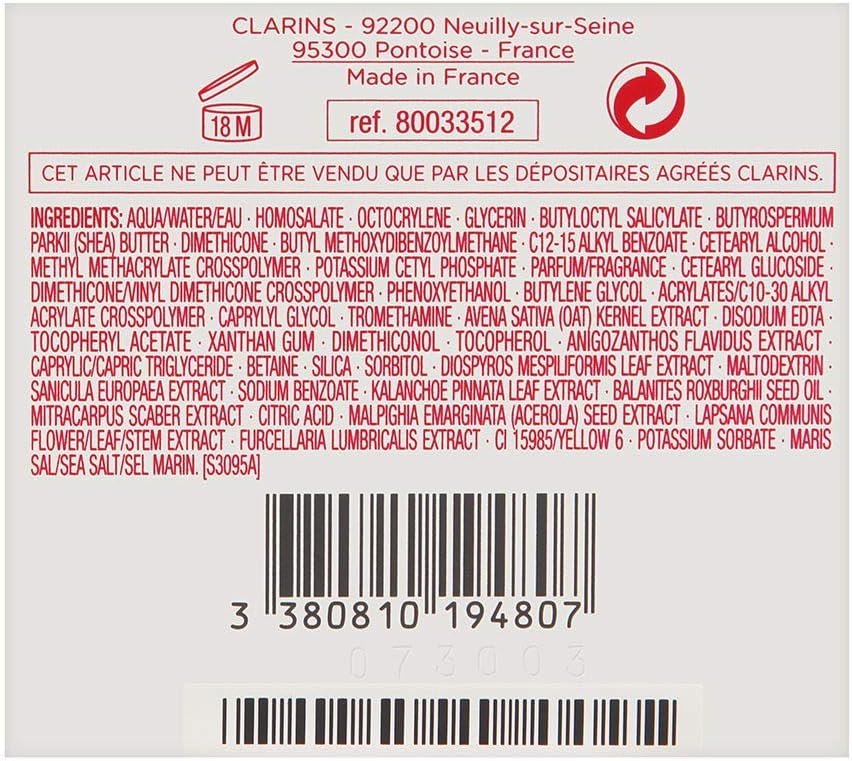 CLARINS - 92200 Neuilly-sur-Seine
95300 Pontoise - France
Made in France
18 M
ref. 80033512
CET ARTICLE NE PEUT ÊTRE VENDU QUE PAR LES DÉPOSITAIRES AGRÉÉS CLARINS.
INGREDIENTS: AQUA/WATER/EAU · HOMOSALATE · OCTOCRYLENE · GLYCERIN · BUTYLOCTYL SALICYLATE · BUTYROSPERMUM
PARKII (SHEA) BUTTER · DIMETHICONE · BUTYL METHOXYDIBENZOYLMETHANE · C12-15 ALKYL BENZOATE · CETEARYL ALCOHOL ·
METHYL METHACRYLATE CROSSPOLYMER · POTASSIUM CETYL PHOSPHATE · PARFUM/FRAGRANCE · CETEARYL GLUCOSIDE ·
DIMETHICONE/VINYL DIMETHICONE CROSSPOLYMER · PHENOXYETHANOL · BUTYLENE GLYCOL · ACRYLATES/C10-30 ALKYL
ACRYLATE CROSSPOLYMER · CAPRYLYL GLYCOL · TROMETHAMINE · AVENA SATIVA (OAT) KERNEL EXTRACT · DISODIUM EDTA ·
TOCOPHERYL ACETATE · XANTHAN GUM · DIMETHICONOL · TOCOPHEROL · ANIGOZANTHOS FLAVIDUS EXTRACT ·
CAPRYLIC/CAPRIC TRIGLYCERIDE · BETAINE · SILICA · SORBITOL · DIOSPYROS MESPILIFORMIS LEAF EXTRACT · MALTODEXTRIN ·
SANICULA EUROPAEA EXTRACT · SODIUM BENZOATE · KALANCHOE PINNATA LEAF EXTRACT · BALANITES ROXBURGHII SEED OIL ·
MITRACARPUS SCABER EXTRACT · CITRIC ACID · MALPIGHIA EMARGINATA (ACEROLA) SEED EXTRACT · LAPSANA COMMUNIS
FLOWER/LEAF/STEM EXTRACT · FURCELLARIA LUMBRICALIS EXTRACT · CI 15985/YELLOW 6 · POTASSIUM SORBATE · MARIS
SAL/SEA SALT/SEL MARIN. [S3095A]
3 380810 194807
073003